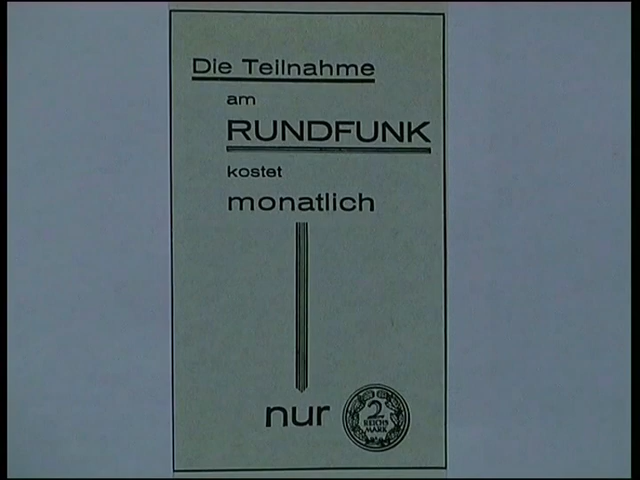 Die Teilnahme
am
RUNDFUNK
kostet
monatlich
nur
2
REICHS
MARK